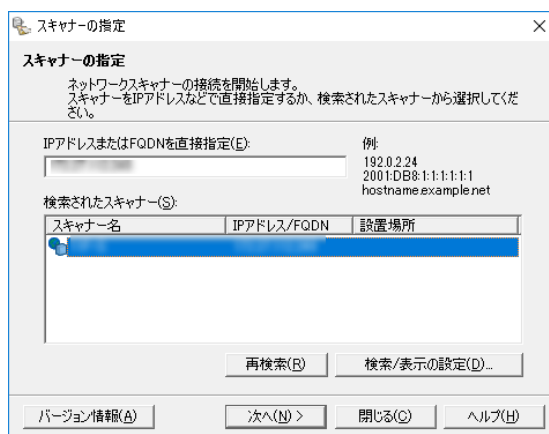 スキャナーの指定
スキャナーの指定
ネットワークスキャナーの接続を開始します。
スキャナーをIPアドレスなどで直接指定するか、検索されたスキャナーから選択してくだ
さい。
IPアドレスまたはFQDNを直接指定(E):
例:
192.0.2.24
2001:DB8:1:1:1:1:1:1
hostname.example.net
検索されたスキャナー(S):
スキャナー名 IPアドレス/FQDN 設置場所
再検索(R) 検索/表示の設定(D)...
バージョン情報(A) 次へ(N) > 閉じる(C) ヘルプ(H)